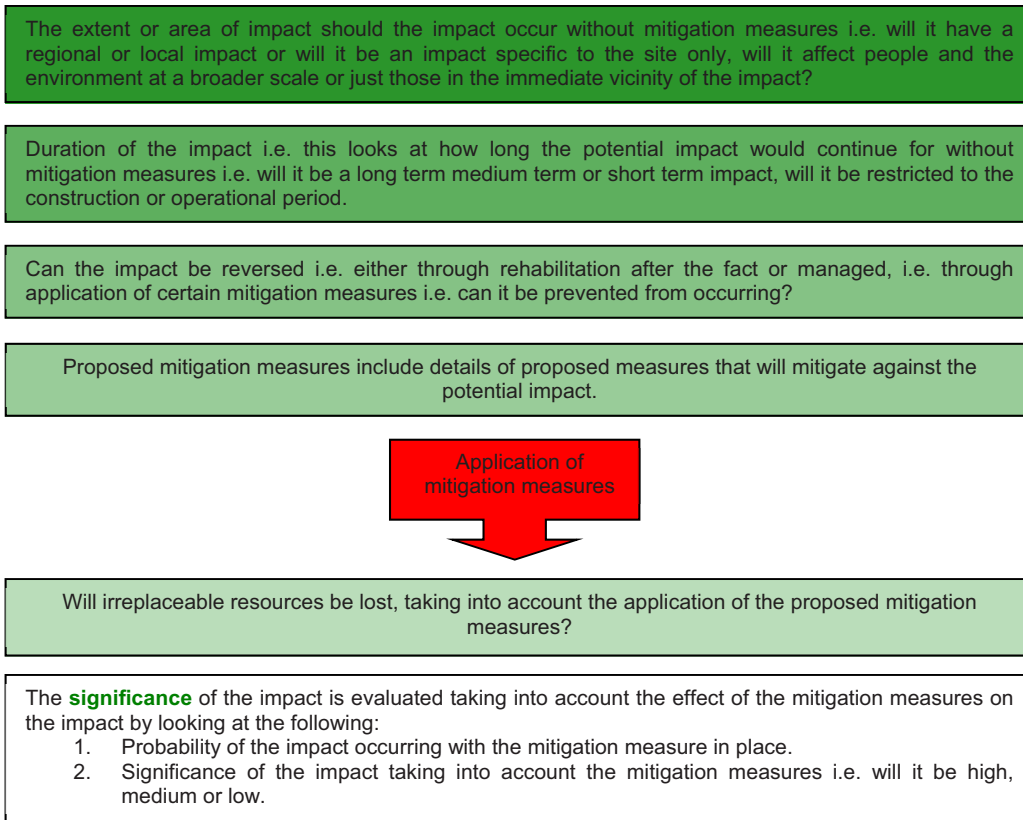 The extent or area of impact should the impact occur without mitigation measures i.e. will it have a
regional or local impact or will it be an impact specific to the site only, will it affect people and the
environment at a broader scale or just those in the immediate vicinity of the impact?
Duration of the impact i.e. this looks at how long the potential impact would continue for without
mitigation measures i.e. will it be a long term medium term or short term impact, will it be restricted to the
construction or operational period.
Can the impact be reversed i.e. either through rehabilitation after the fact or managed, i.e. through
application of certain mitigation measures i.e. can it be prevented from occurring?
Proposed mitigation measures include details of proposed measures that will mitigate against the
potential impact.
Application of
mitigation measures
Will irreplaceable resources be lost, taking into account the application of the proposed mitigation
measures?
The significance of the impact is evaluated taking into account the effect of the mitigation measures on
the impact by looking at the following:
1. Probability of the impact occurring with the mitigation measure in place.
2. Significance of the impact taking into account the mitigation measures i.e. will it be high,
medium or low.